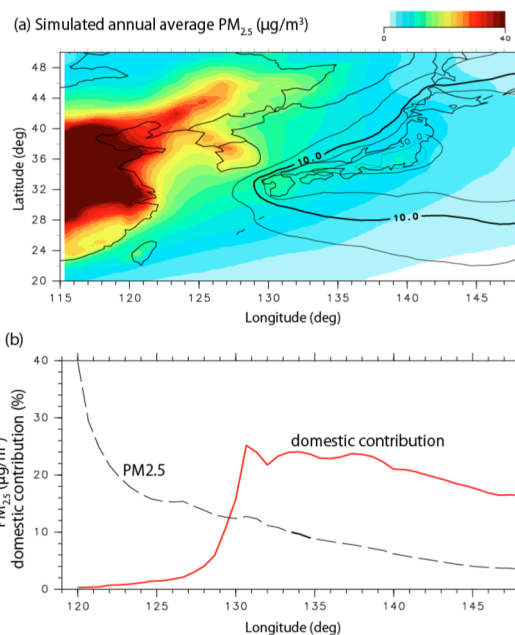 (a) Simulated annual average PM2.5 (μg/m³)
0 40
48
44
40
36
32
28
24
20
Latitude (deg)
10.0
30.0
10.0
115 120 125 130 135 140 145
Longitude (deg)
(b)
40
30
20
10
0
PM2.5 (μg/m³)
domestic contribution (%)
domestic contribution
PM2.5
120 125 130 135 140 145
Longitude (deg)